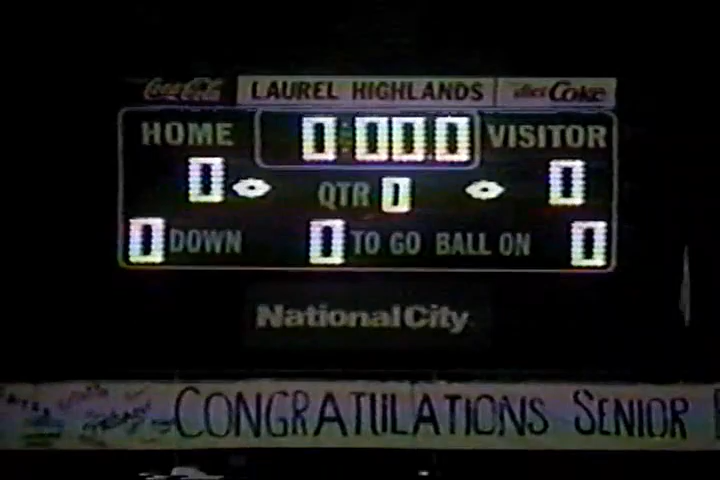 Coca-Cola LAUREL HIGHLANDS diet Coke
HOME 0:000 VISITOR
0 QTR 0 0
0 DOWN 0 TO GO BALL ON 0
National City
CONGRATULATIONS SENIOR